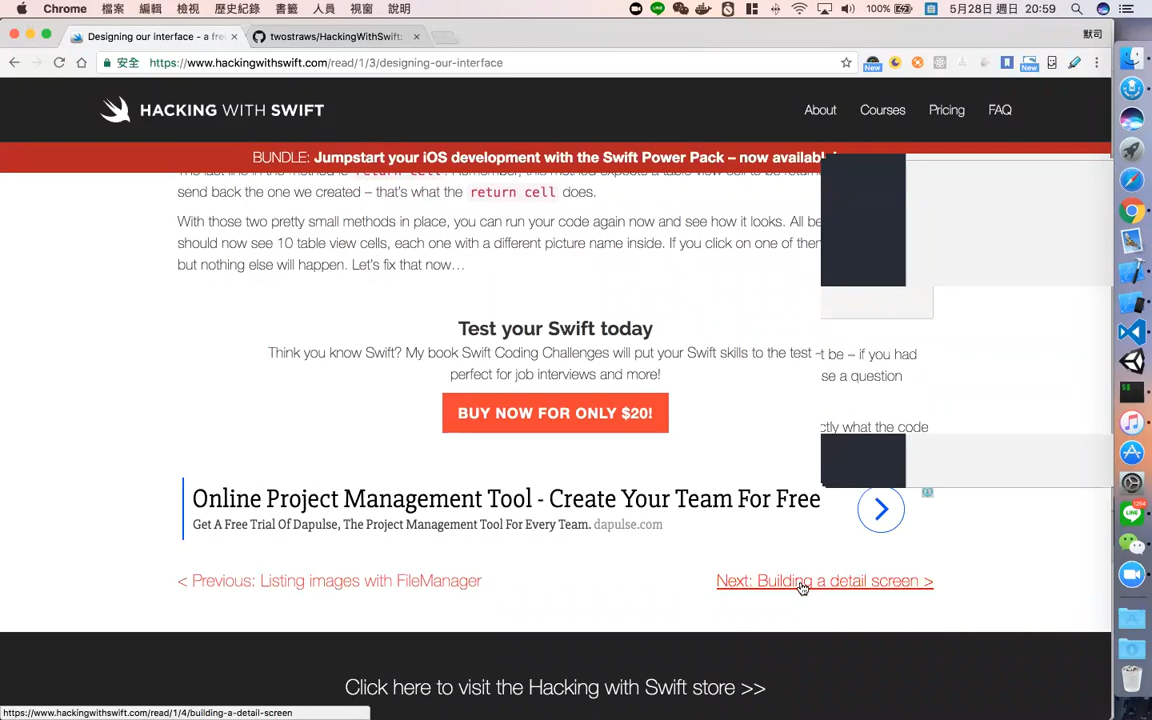 Chrome 檔案 編輯 顯示 歷史紀錄 書籤 人員 視窗 說明 100% 5月28日 週日 20:59
Designing our interface - a fre × twostraws/HackingWithSwift: × 默司
安全 https://www.hackingwithswift.com/read/1/3/designing-our-interface New New
HACKING WITH SWIFT About Courses Pricing FAQ
BUNDLE: Jumpstart your iOS development with the Swift Power Pack – now available!
send back the one we created – that's what the return cell does.
With those two pretty small methods in place, you can run your code again now and see how it looks. All be
should now see 10 table view cells, each one with a different picture name inside. If you click on one of them
but nothing else will happen. Let's fix that now…
Test your Swift today
Think you know Swift? My book Swift Coding Challenges will put your Swift skills to the test –
t be – if you had
perfect for job interviews and more!
se a question
BUY NOW FOR ONLY $20!
ctly what the code
Online Project Management Tool - Create Your Team For Free
Get A Free Trial Of Dapulse, The Project Management Tool For Every Team. dapulse.com
< Previous: Listing images with FileManager Next: Building a detail screen >
Click here to visit the Hacking with Swift store >>
https://www.hackingwithswift.com/read/1/4/building-a-detail-screen